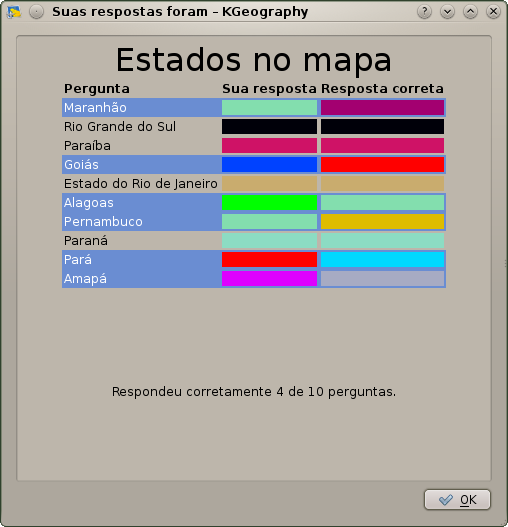 Suas respostas foram – KGeography
Estados no mapa
Pergunta Sua resposta Resposta correta
Maranhão
Rio Grande do Sul
Paraíba
Goiás
Estado do Rio de Janeiro
Alagoas
Pernambuco
Paraná
Pará
Amapá
Respondeu corretamente 4 de 10 perguntas.
OK